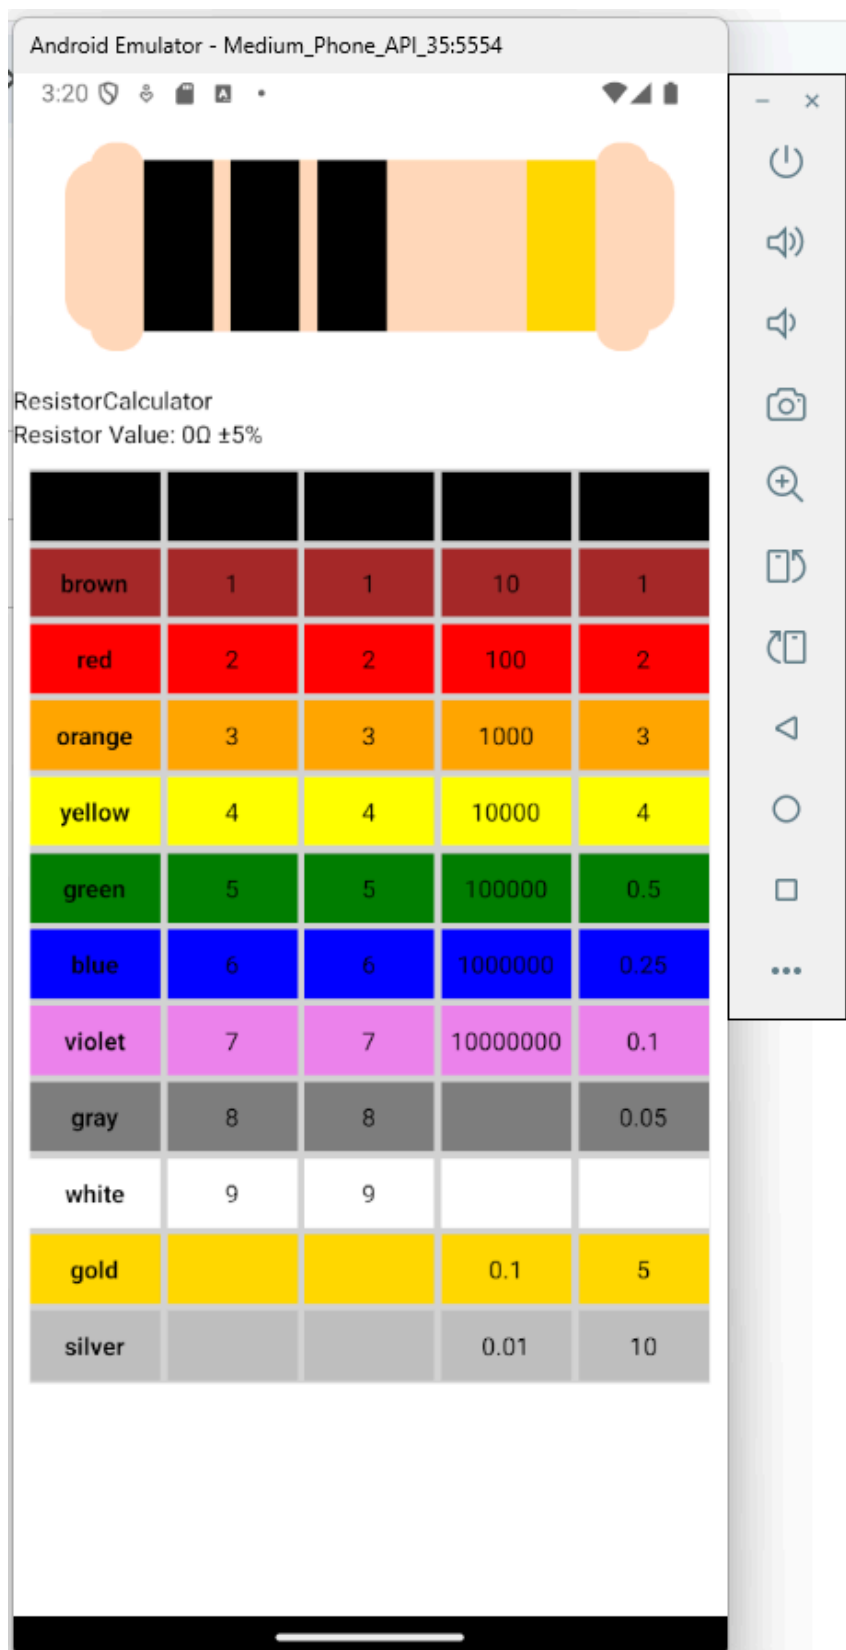 Android Emulator - Medium_Phone_API_35:5554
3:20
ResistorCalculator
Resistor Value: 0Ω ±5%
brown 1 1 10 1
red 2 2 100 2
orange 3 3 1000 3
yellow 4 4 10000 4
green 5 5 100000 0.5
blue 6 6 1000000 0.25
violet 7 7 10000000 0.1
gray 8 8 0.05
white 9 9
gold 0.1 5
silver 0.01 10